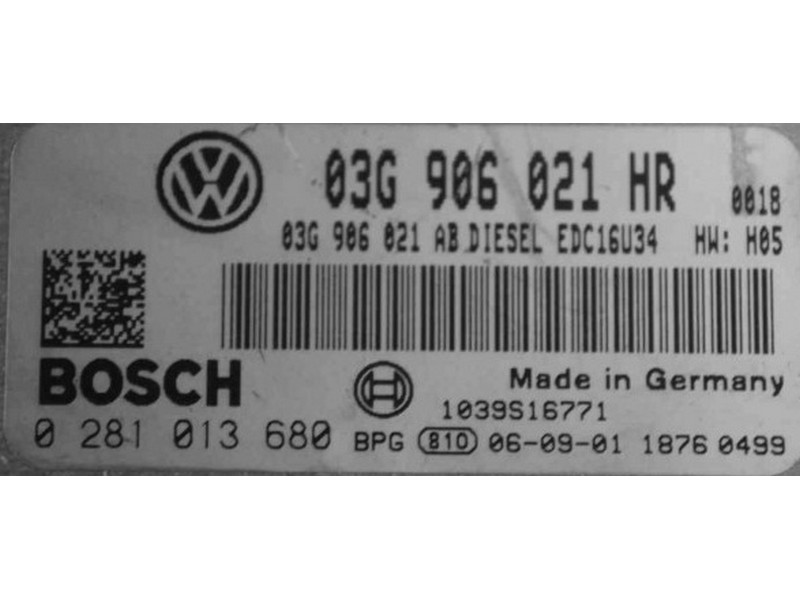 03G 906 021 HR 0018
03G 906 021 AB DIESEL EDC16U34 HW: H05
BOSCH Made in Germany
1039S16771
0 281 013 680 BPG 810 06-09-01 1876 0499